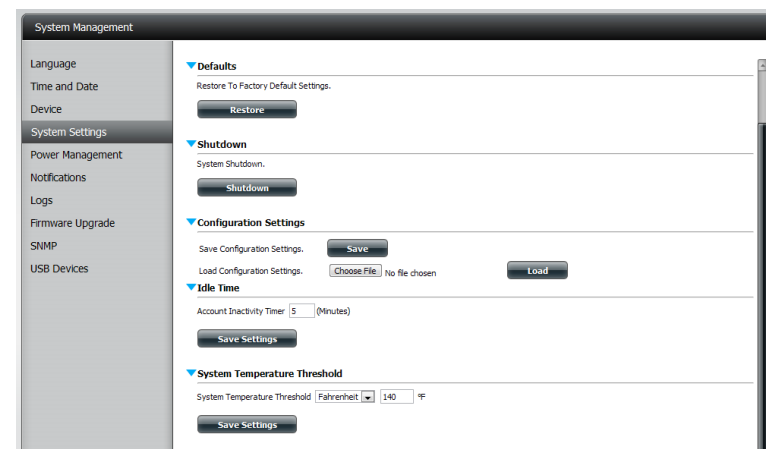 System Management
Language
Time and Date
Device
System Settings
Power Management
Notifications
Logs
Firmware Upgrade
SNMP
USB Devices
Defaults
Restore To Factory Default Settings.
Restore
Shutdown
System Shutdown.
Shutdown
Configuration Settings
Save Configuration Settings. Save
Load Configuration Settings. Choose File No file chosen Load
Idle Time
Account Inactivity Timer 5 (Minutes)
Save Settings
System Temperature Threshold
System Temperature Threshold Fahrenheit 140 °F
Save Settings